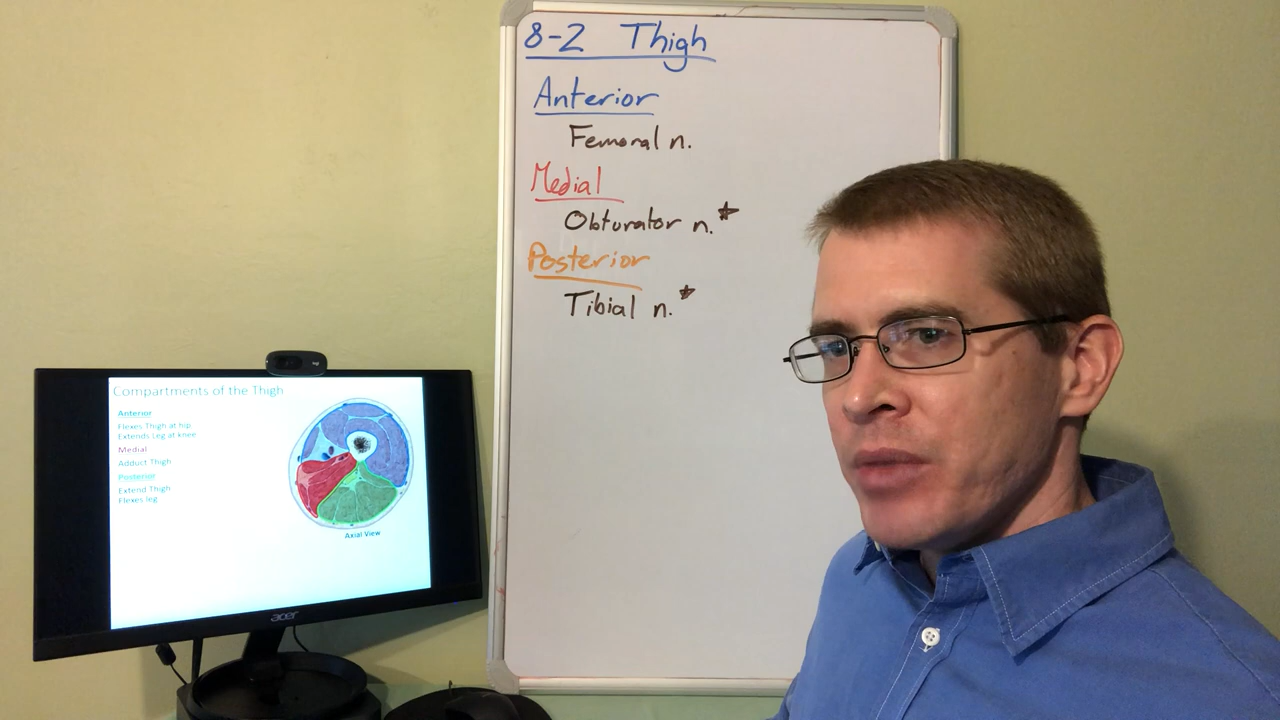 8-2 Thigh
Anterior
Femoral n.
Medial
Obturator n.*
Posterior
Tibial n.*
Compartments of the Thigh
Anterior
Flexes Thigh at hip
Extends Leg at knee
Medial
Adduct Thigh
Posterior
Extend Thigh
Flexes leg
Axial View
acer